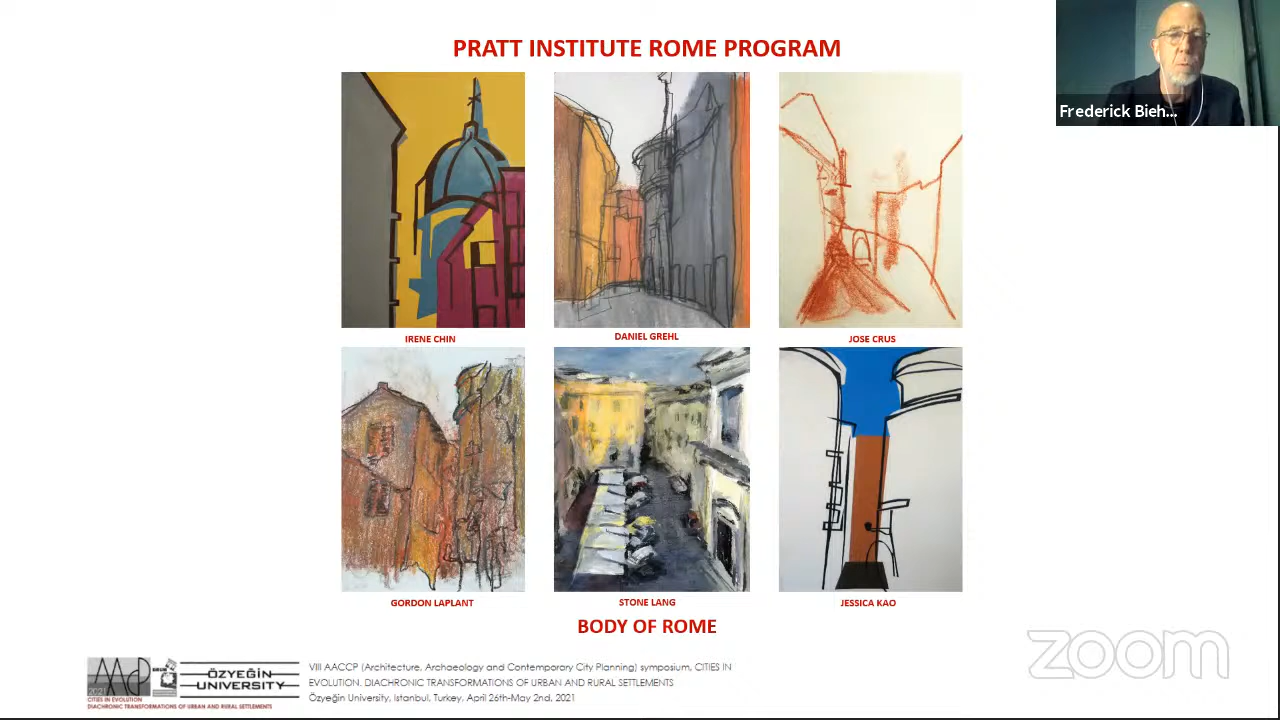 PRATT INSTITUTE ROME PROGRAM
Frederick Bieh...
IRENE CHIN
DANIEL GREHL
JOSE CRUS
GORDON LAPLANT
STONE LANG
JESSICA KAO
BODY OF ROME
zoom
AACP
2021
CITIES IN EVOLUTION
DIACHRONIC TRANSFORMATIONS OF URBAN AND RURAL SETTLEMENTS
ÖZYEĞİN
UNIVERSITY
VIII AACCP (Architecture, Archaeology and Contemporary City Planning) symposium, CITIES IN
EVOLUTION. DIACHRONIC TRANSFORMATIONS OF URBAN AND RURAL SETTLEMENTS
Özyeğin University, Istanbul, Turkey, April 26th-May 2nd, 2021